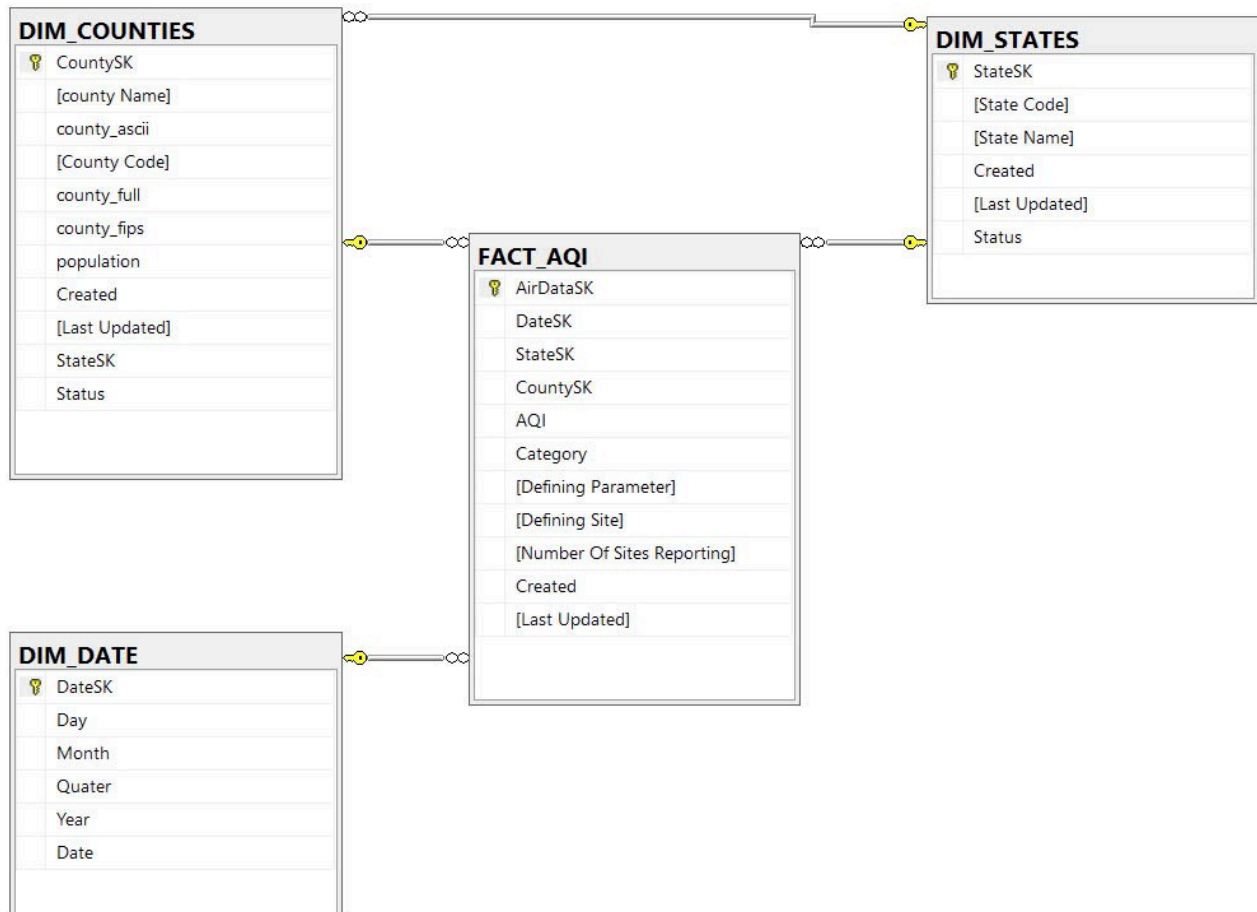 DIM_COUNTIES
CountySK
[county Name]
county_ascii
[County Code]
county_full
county_fips
population
Created
[Last Updated]
StateSK
Status
DIM_STATES
StateSK
[State Code]
[State Name]
Created
[Last Updated]
Status
FACT_AQI
AirDataSK
DateSK
StateSK
CountySK
AQI
Category
[Defining Parameter]
[Defining Site]
[Number Of Sites Reporting]
Created
[Last Updated]
DIM_DATE
DateSK
Day
Month
Quater
Year
Date